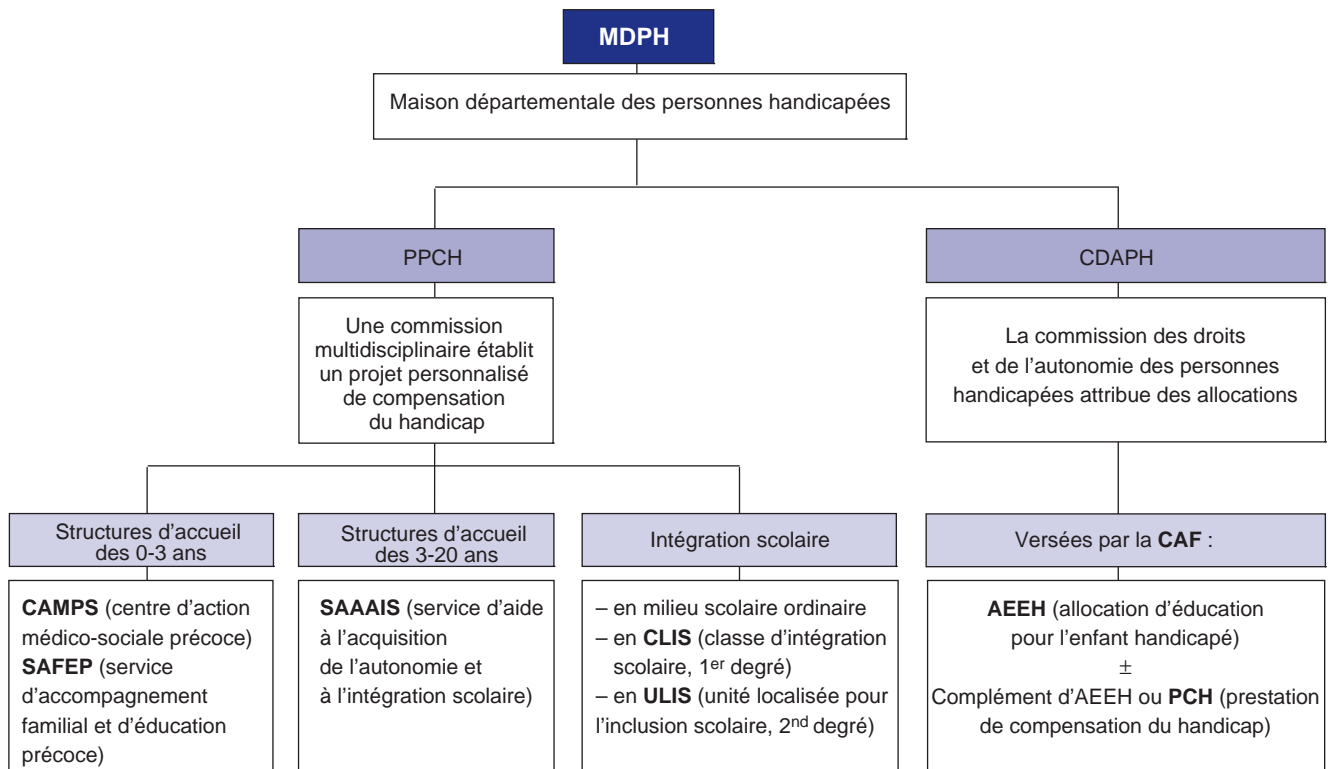 MDPH
Maison départementale des personnes handicapées
PPCH
CDAPH
Une commission
multidisciplinaire établit
un projet personnalisé
de compensation
du handicap
La commission des droits
et de l'autonomie des personnes
handicapées attribue des allocations
Structures d'accueil
des 0-3 ans
Structures d'accueil
des 3-20 ans
Intégration scolaire
Versées par la CAF :
CAMPS (centre d'action
médico-sociale précoce)
SAFEP (service
d'accompagnement
familial et d'éducation
précoce)
SAAAIS (service d'aide
à l'acquisition
de l'autonomie et
à l'intégration scolaire)
– en milieu scolaire ordinaire
– en CLIS (classe d'intégration
scolaire, 1er degré)
– en ULIS (unité localisée pour
l'inclusion scolaire, 2nd degré)
AEEH (allocation d'éducation
pour l'enfant handicapé)
±
Complément d'AEEH ou PCH (prestation
de compensation du handicap)